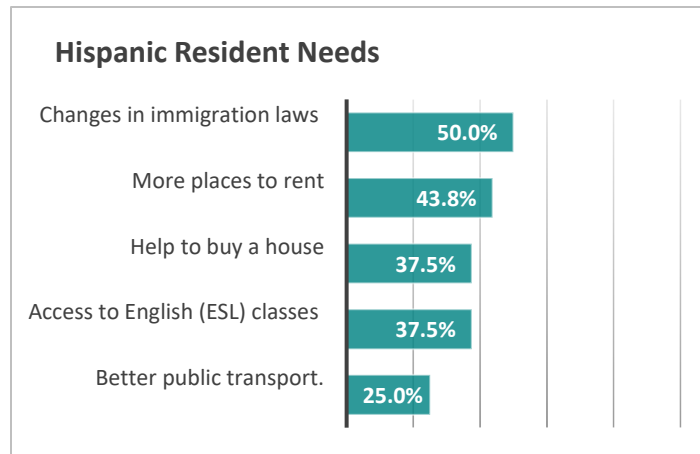 Hispanic Resident Needs
Changes in immigration laws
50.0%
More places to rent
43.8%
Help to buy a house
37.5%
Access to English (ESL) classes
37.5%
Better public transport.
25.0%